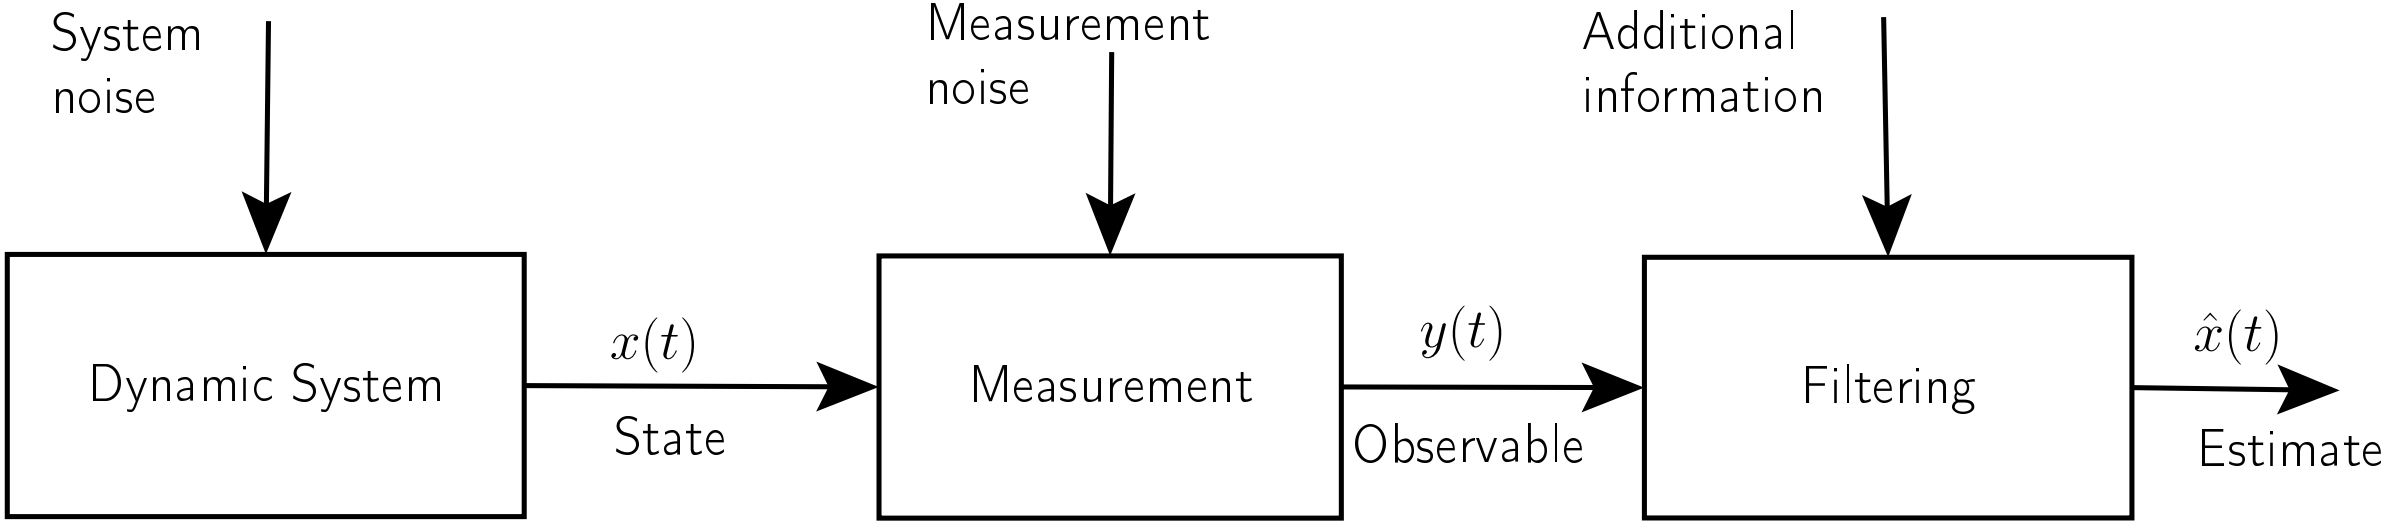 System
noise
Measurement
noise
Additional
information
Dynamic System
x(t)
State
Measurement
y(t)
Observable
Filtering
x̂(t)
Estimate